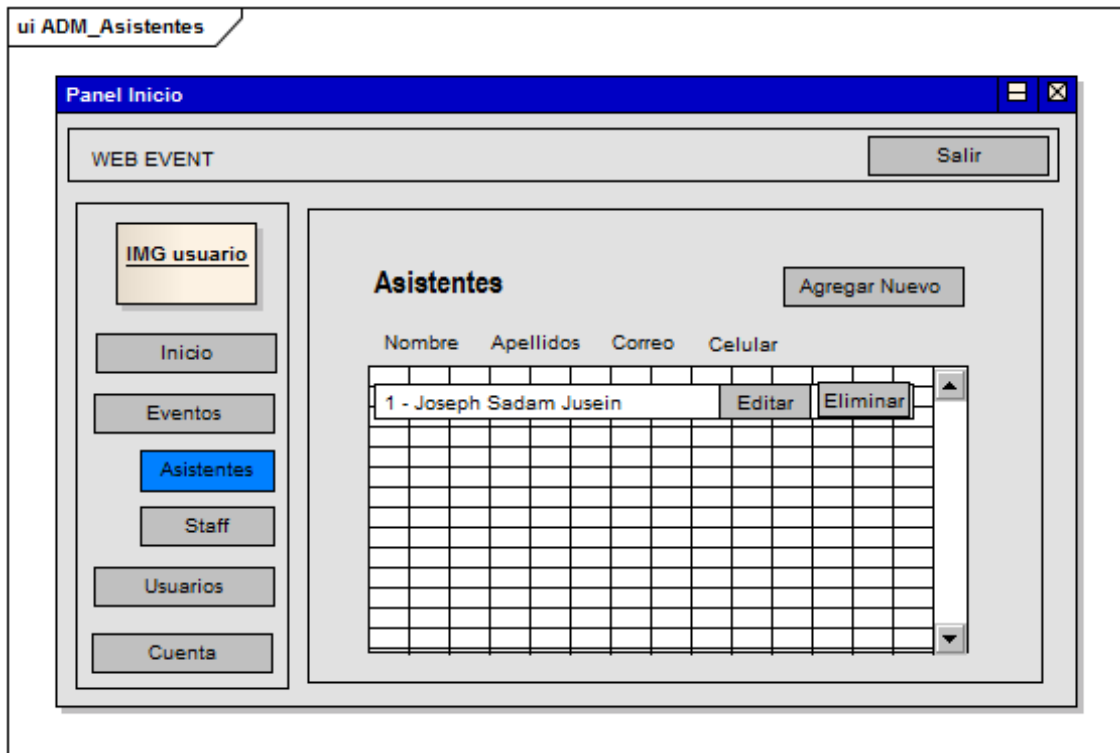 ui ADM_Asistentes
Panel Inicio
WEB EVENT
Salir
IMG usuario
Inicio
Eventos
Asistentes
Staff
Usuarios
Cuenta
Asistentes
Agregar Nuevo
Nombre Apellidos Correo Celular
1 - Joseph Sadam Jusein Editar Eliminar